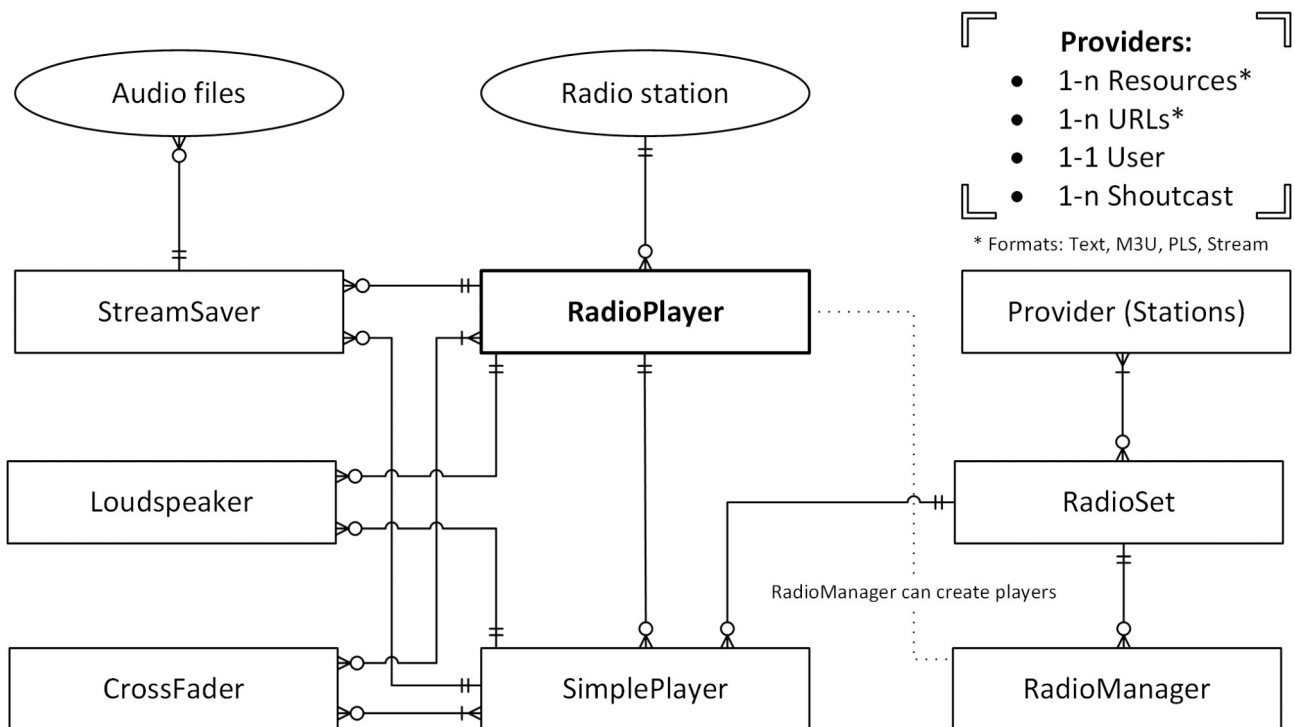 Audio files
Radio station
Providers:
• 1-n Resources*
• 1-n URLs*
• 1-1 User
• 1-n Shoutcast
* Formats: Text, M3U, PLS, Stream
StreamSaver
RadioPlayer
Provider (Stations)
Loudspeaker
RadioSet
RadioManager can create players
CrossFader
SimplePlayer
RadioManager